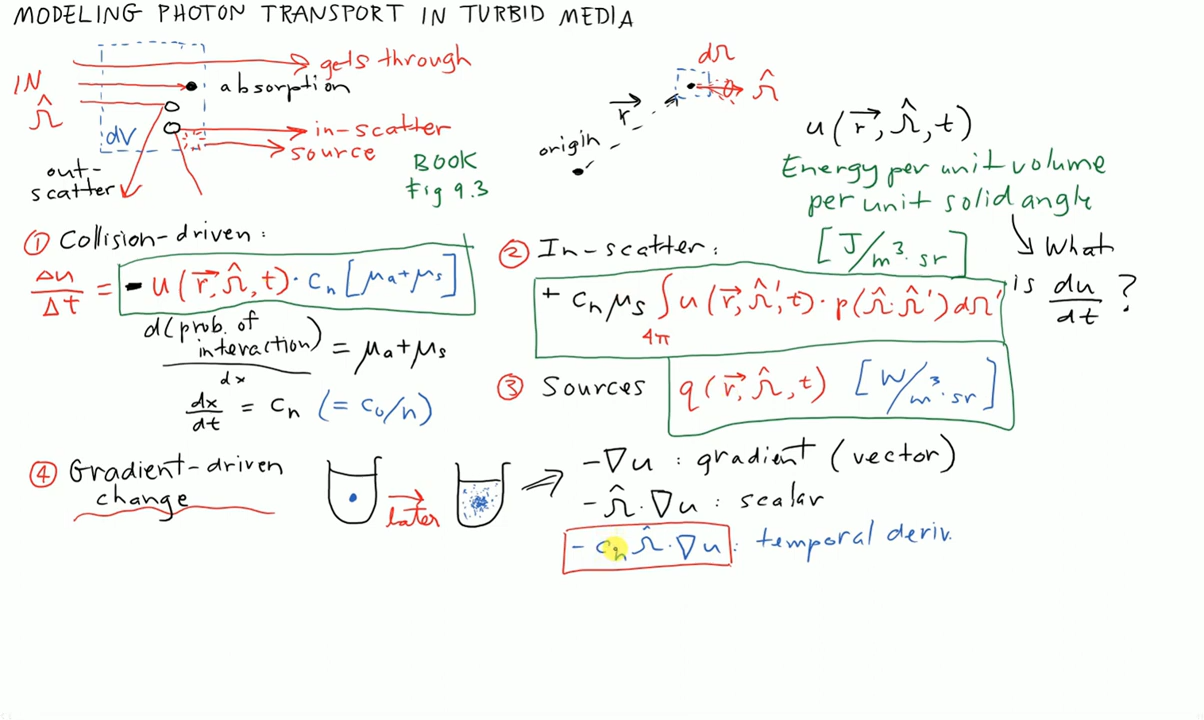 MODELING PHOTON TRANSPORT IN TURBID MEDIA
IN
Ω̂
gets through
absorption
dV
in-scatter
source
out-
scatter
BOOK
Fig 9.3
origin
r⃗
dΩ
Ω̂
u(r⃗, Ω̂, t)
Energy per unit volume
per unit solid angle
[J/m³·sr]
What
is du/dt ?
① Collision-driven:
Δu/Δt = - u(r⃗, Ω̂, t) · cₙ [μa + μs]
d(prob. of interaction)/dx = μa + μs
dx/dt = cₙ (= c₀/n)
② In-scatter:
+ cₙ μs ∫4π u(r⃗, Ω̂', t) · p(Ω̂·Ω̂') dΩ'
③ Sources q(r⃗, Ω̂, t) [W/m³·sr]
④ Gradient-driven
change
later
-∇u : gradient (vector)
-Ω̂·∇u : scalar
-cₙ Ω̂·∇u : temporal deriv.